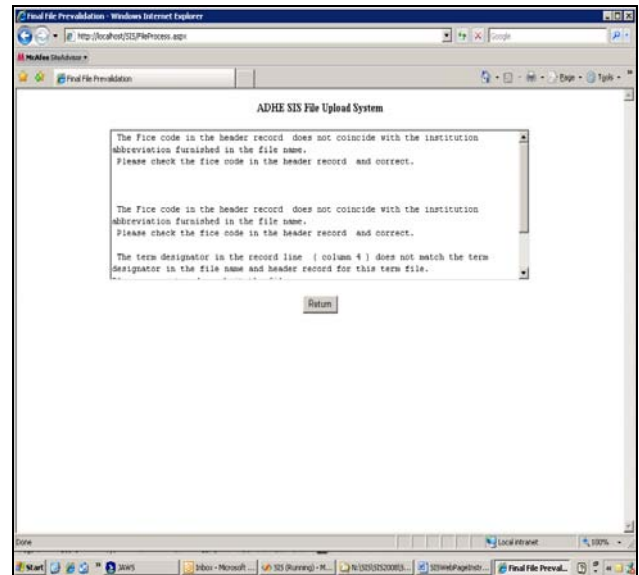 Final File Prevalidation - Windows Internet Explorer
http://localhost/SIS/FileProcess.aspx
Google
McAfee SiteAdvisor
Final File Prevalidation
Page
Tools
ADHE SIS File Upload System
The Fice code in the header record does not coincide with the institution
abbreviation furnished in the file name.
Please check the fice code in the header record and correct.
The Fice code in the header record does not coincide with the institution
abbreviation furnished in the file name.
Please check the fice code in the header record and correct.
The term designator in the record line ( column 4 ) does not match the term
designator in the file name and header record for this term file.
Return
Done
Local intranet
100%
Start
JAWS
Inbox - Microsoft ...
SIS (Running) - M...
Final File Preval...